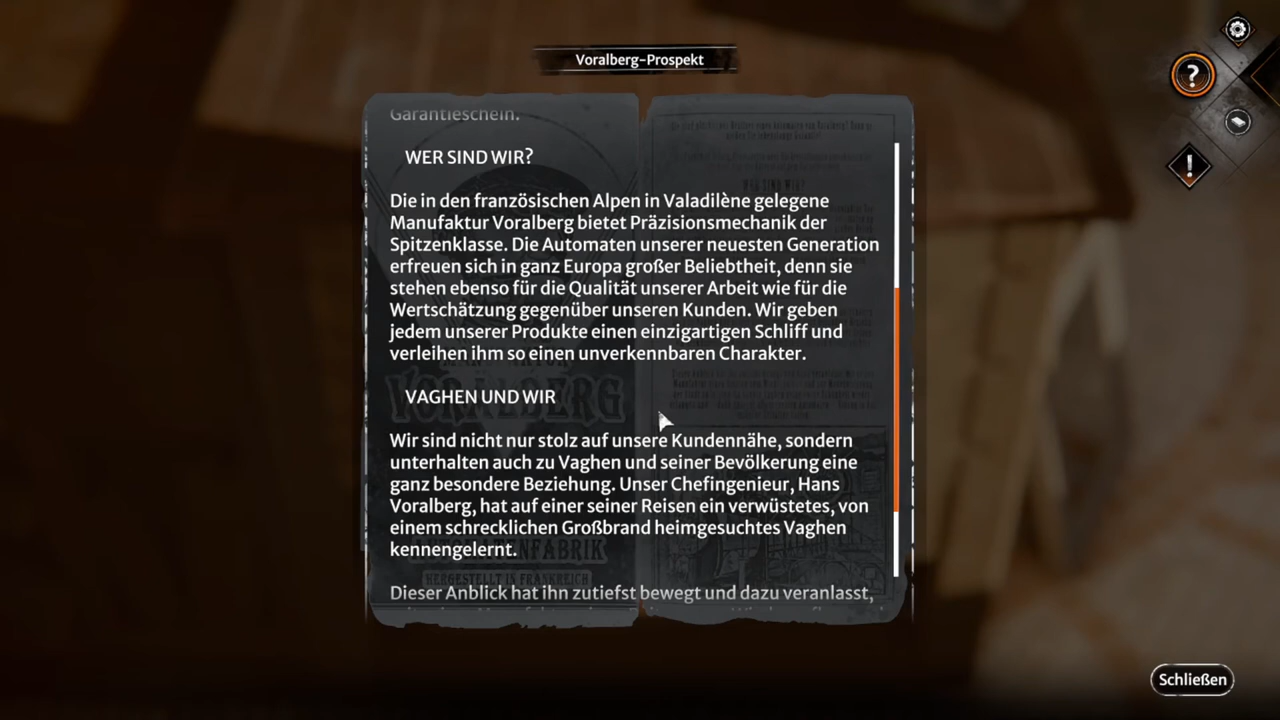 Voralberg-Prospekt
Garantieschein.
WER SIND WIR?
Die in den französischen Alpen in Valadilène gelegene
Manufaktur Voralberg bietet Präzisionsmechanik der
Spitzenklasse. Die Automaten unserer neuesten Generation
erfreuen sich in ganz Europa großer Beliebtheit, denn sie
stehen ebenso für die Qualität unserer Arbeit wie für die
Wertschätzung gegenüber unseren Kunden. Wir geben
jedem unserer Produkte einen einzigartigen Schliff und
verleihen ihm so einen unverkennbaren Charakter.
VAGHEN UND WIR
Wir sind nicht nur stolz auf unsere Kundennähe, sondern
unterhalten auch zu Vaghen und seiner Bevölkerung eine
ganz besondere Beziehung. Unser Chefingenieur, Hans
Voralberg, hat auf einer seiner Reisen ein verwüstetes, von
einem schrecklichen Großbrand heimgesuchtes Vaghen
kennengelernt.
Dieser Anblick hat ihn zutiefst bewegt und dazu veranlasst,
VORALBERG
HERGESTELLT IN FRANKREICH
Schließen